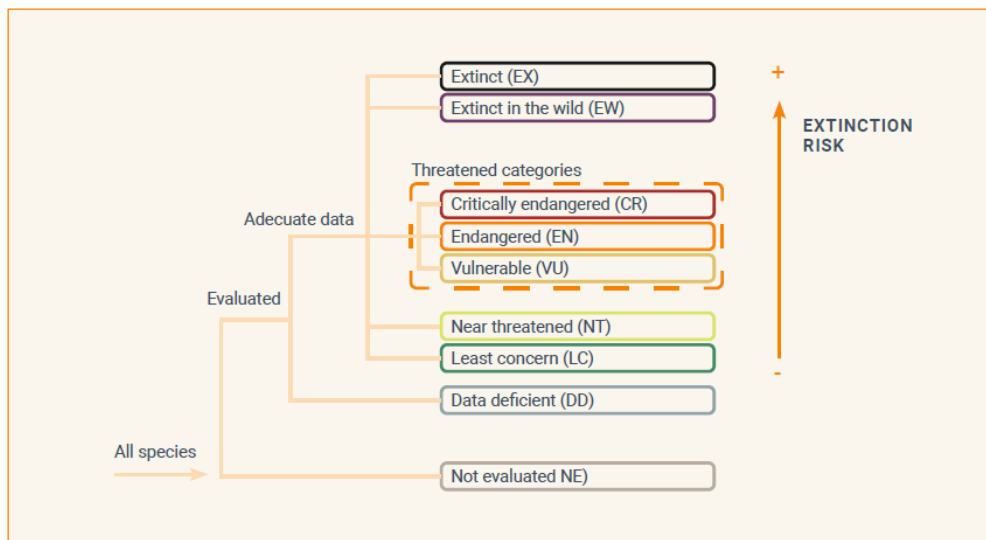 Extinct (EX)
+
Extinct in the wild (EW)
EXTINCTION
RISK
Threatened categories
Critically endangered (CR)
Adecuate data
Endangered (EN)
Vulnerable (VU)
Evaluated
Near threatened (NT)
Least concern (LC)
-
Data deficient (DD)
All species
Not evaluated NE)